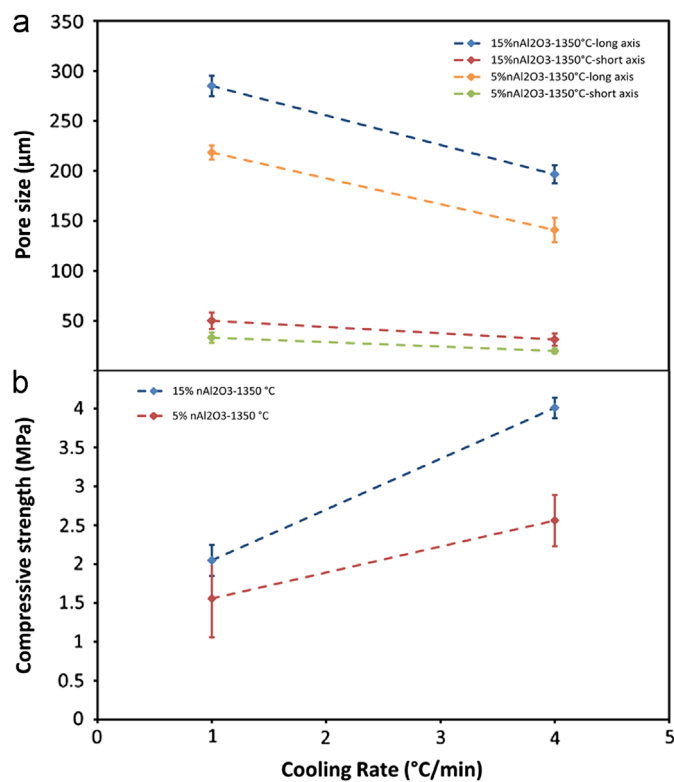 a
350
300
250
200
150
100
50
Pore size (μm)
15%nAl2O3-1350°C-long axis
15%nAl2O3-1350°C-short axis
5%nAl2O3-1350°C-long axis
5%nAl2O3-1350°C-short axis
b
4
3.5
3
2.5
2
1.5
1
0.5
0
Compressive strength (MPa)
15% nAl2O3-1350 °C
5% nAl2O3-1350 °C
0 1 2 3 4 5
Cooling Rate (°C/min)